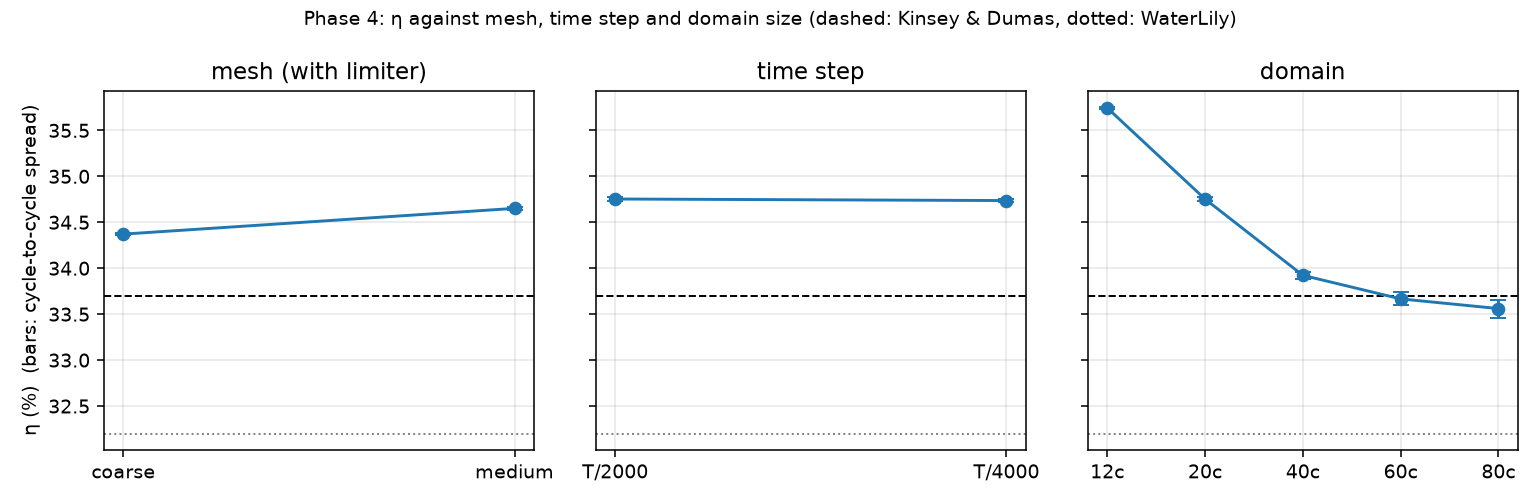 Phase 4: η against mesh, time step and domain size (dashed: Kinsey & Dumas, dotted: WaterLily)
mesh (with limiter)
time step
domain
η (%)  (bars: cycle-to-cycle spread)
35.5
35.0
34.5
34.0
33.5
33.0
32.5
coarse
medium
T/2000
T/4000
12c
20c
40c
60c
80c